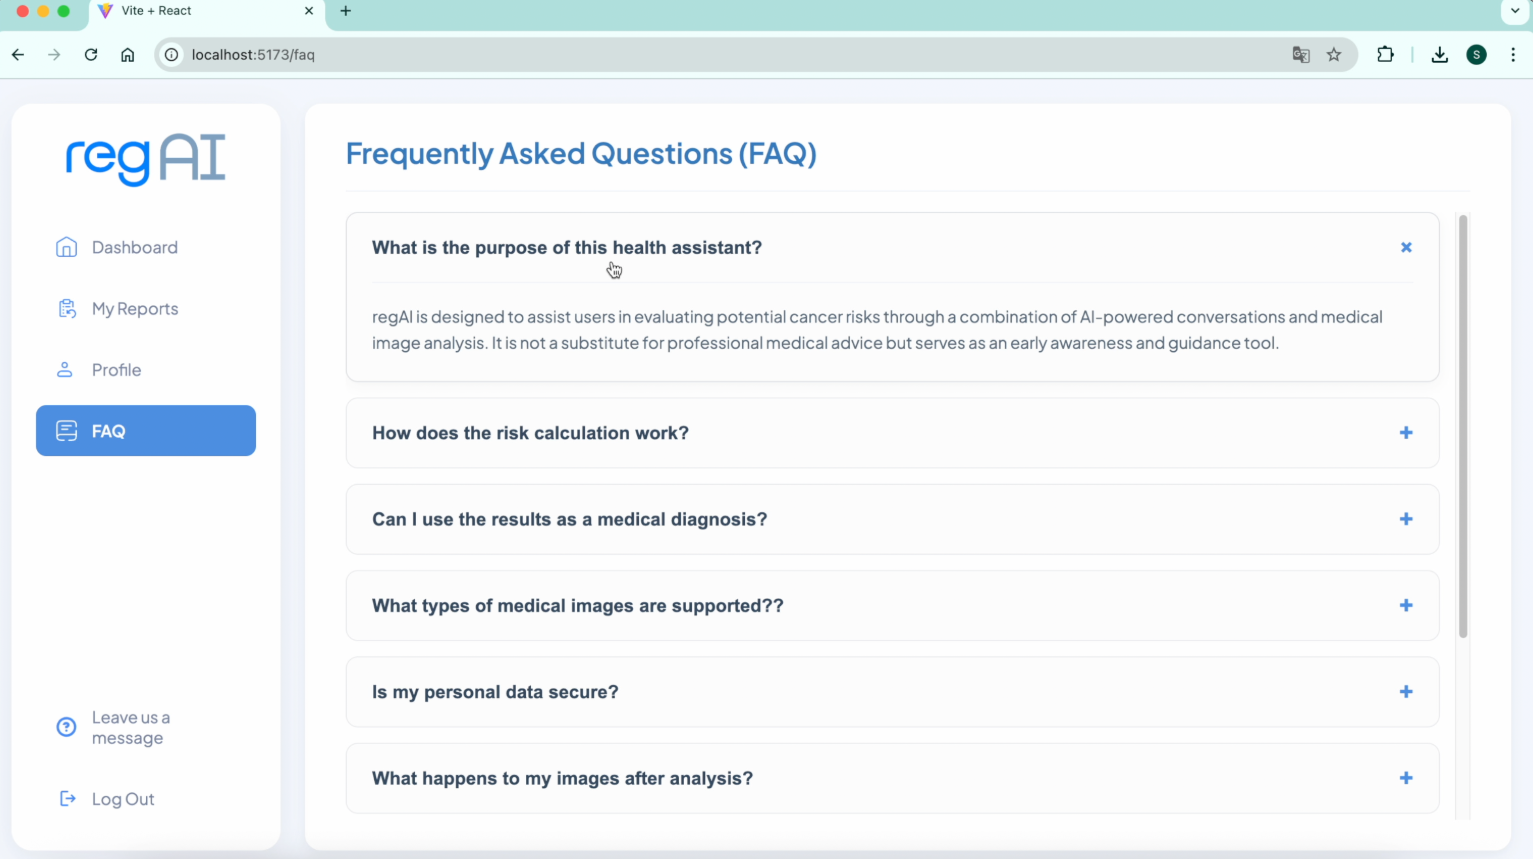 Vite + React
localhost:5173/faq
S
regAI
Dashboard
My Reports
Profile
FAQ
Leave us a
message
Log Out
Frequently Asked Questions (FAQ)
What is the purpose of this health assistant?
regAI is designed to assist users in evaluating potential cancer risks through a combination of AI-powered conversations and medical
image analysis. It is not a substitute for professional medical advice but serves as an early awareness and guidance tool.
How does the risk calculation work?
Can I use the results as a medical diagnosis?
What types of medical images are supported??
Is my personal data secure?
What happens to my images after analysis?